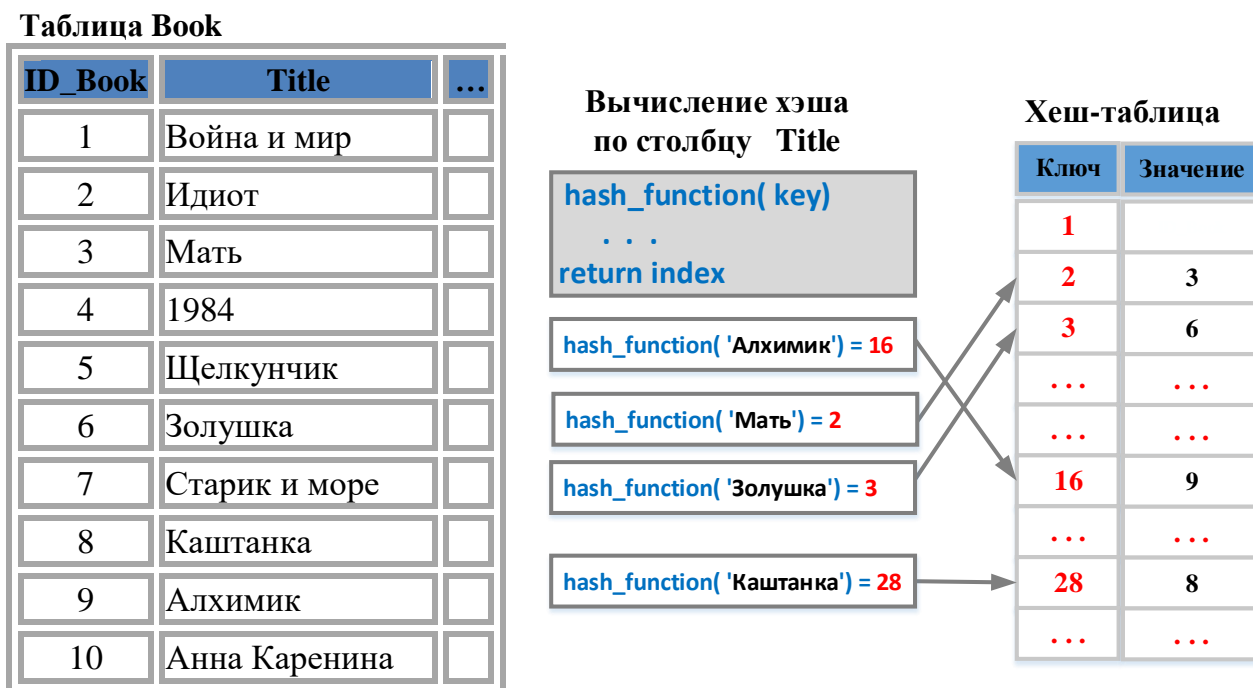 Таблица Book
ID_Book Title ...
1 Война и мир
2 Идиот
3 Мать
4 1984
5 Щелкунчик
6 Золушка
7 Старик и море
8 Каштанка
9 Алхимик
10 Анна Каренина
Вычисление хэша
по столбцу Title
hash_function( key)
. . .
return index
hash_function( 'Алхимик') = 16
hash_function( 'Мать') = 2
hash_function( 'Золушка') = 3
hash_function( 'Каштанка') = 28
Хеш-таблица
Ключ Значение
1
2 3
3 6
... ...
... ...
16 9
... ...
28 8
... ...